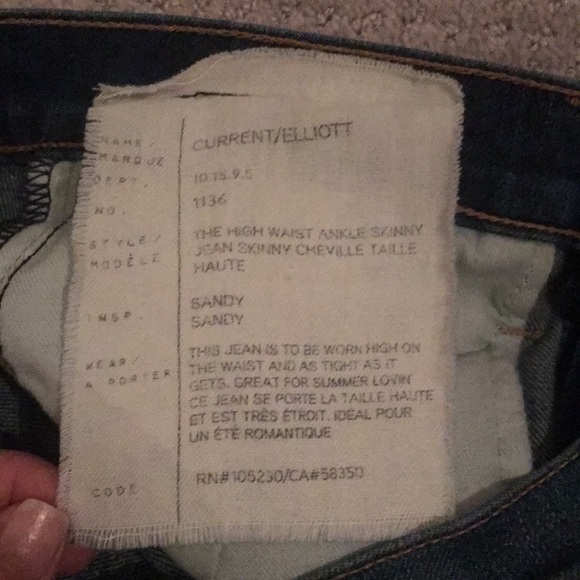 NAME/ CURRENT/ELLIOTT
MARQUE
DEPT. 10.15.9.5
NO. 1136
STYLE/ THE HIGH WAIST ANKLE SKINNY
MODÈLE JEAN SKINNY CHEVILLE TAILLE
HAUTE
INSP. SANDY
SANDY
WEAR/ THIS JEAN IS TO BE WORN HIGH ON
À PORTER THE WAIST AND AS TIGHT AS IT
GETS. GREAT FOR SUMMER LOVIN'
CE JEAN SE PORTE LA TAILLE HAUTE
ET EST TRÈS ÉTROIT. IDÉAL POUR
UN ÉTÉ ROMANTIQUE
CODE RN#105230/CA#58350